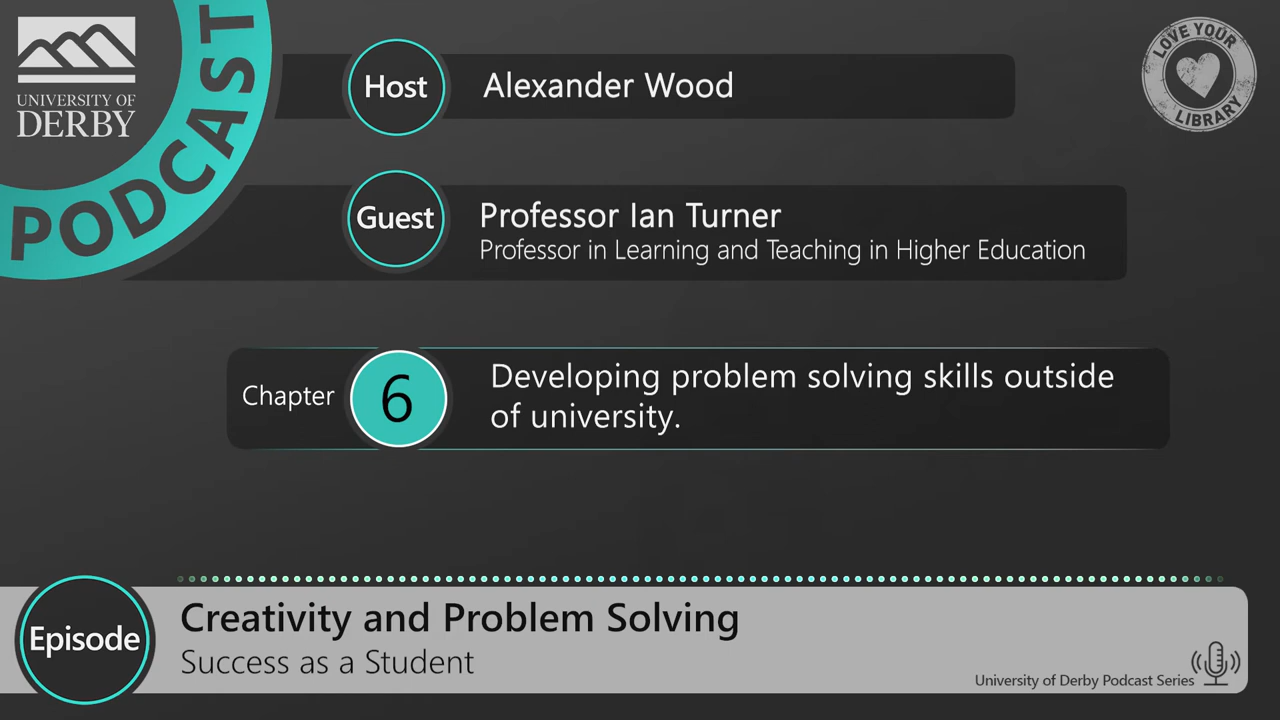 UNIVERSITY OF
DERBY
PODCAST
Host
Alexander Wood
LOVE YOUR
LIBRARY
Guest
Professor Ian Turner
Professor in Learning and Teaching in Higher Education
Chapter
6
Developing problem solving skills outside
of university.
Episode
Creativity and Problem Solving
Success as a Student
University of Derby Podcast Series